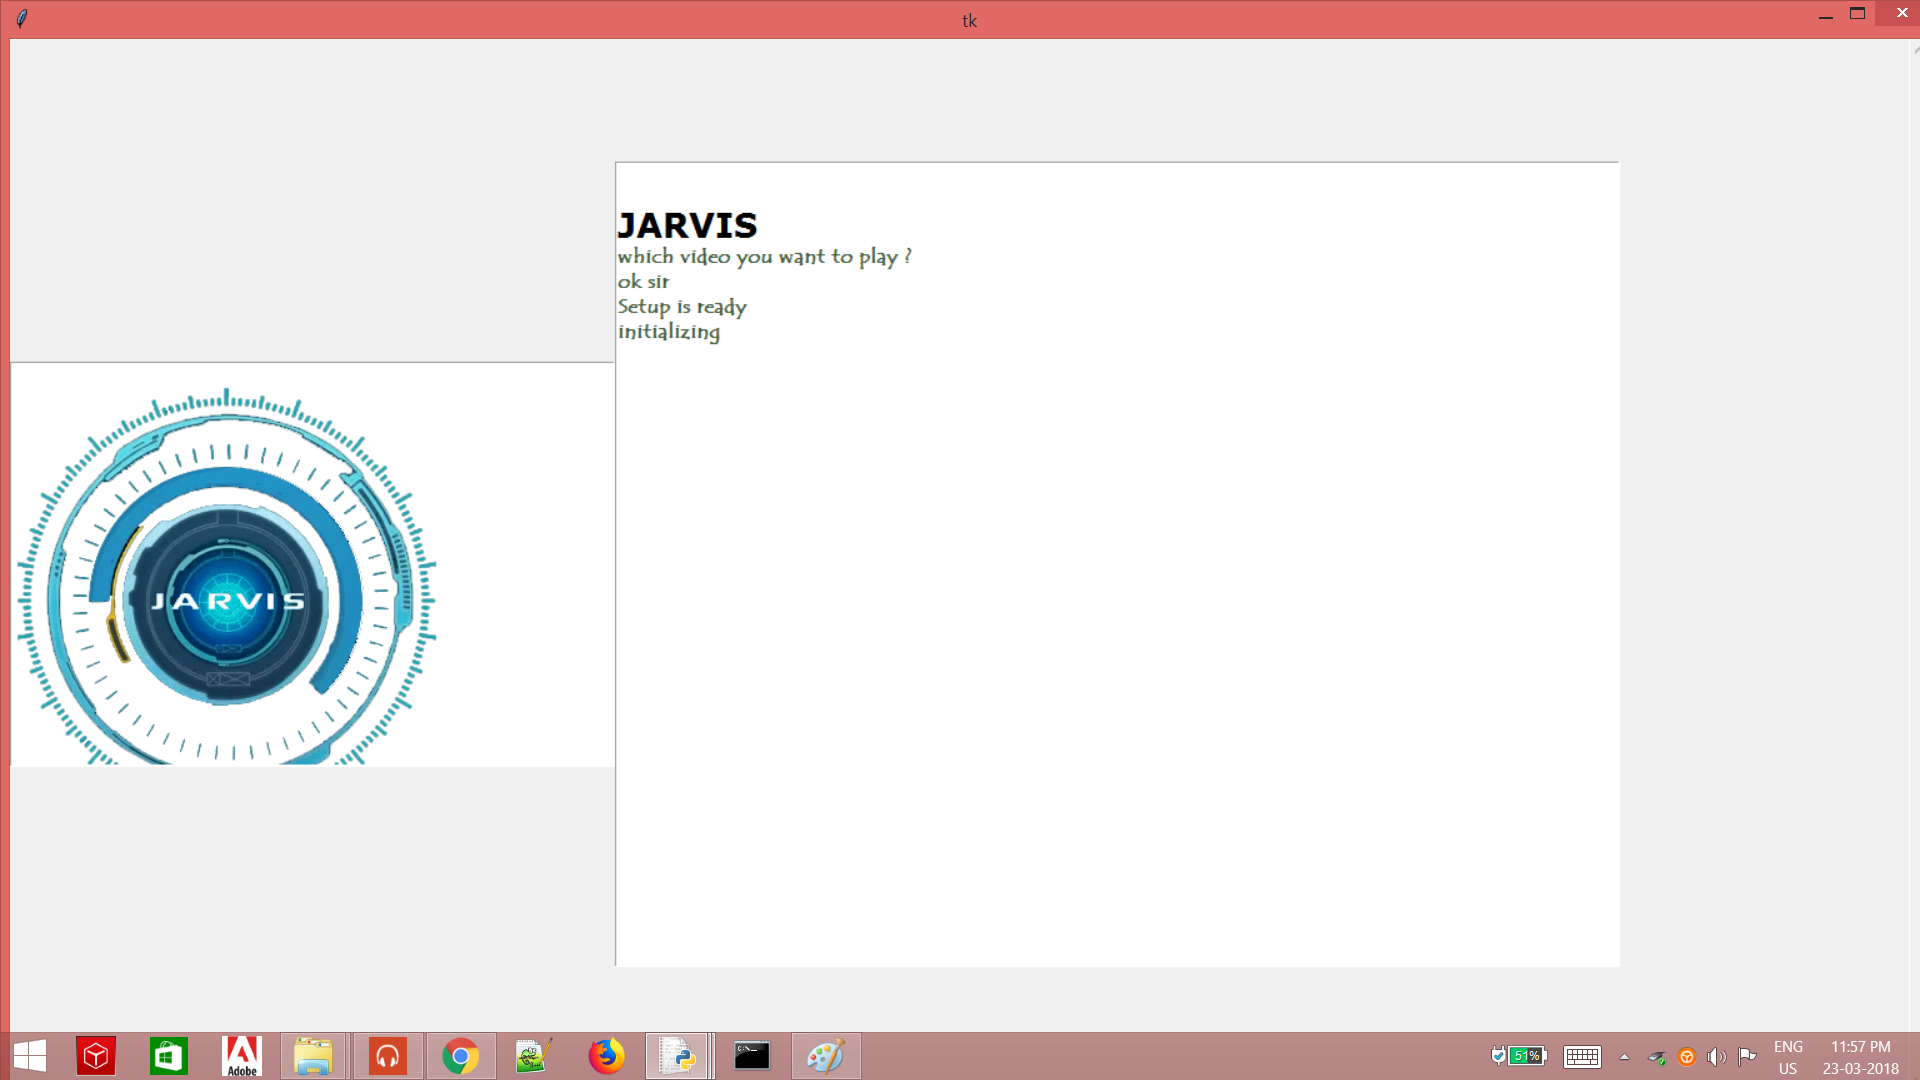 tk
JARVIS
which video you want to play ?
ok sir
Setup is ready
initializing
JARVIS
Adobe
51%
ENG
US
11:57 PM
23-03-2018